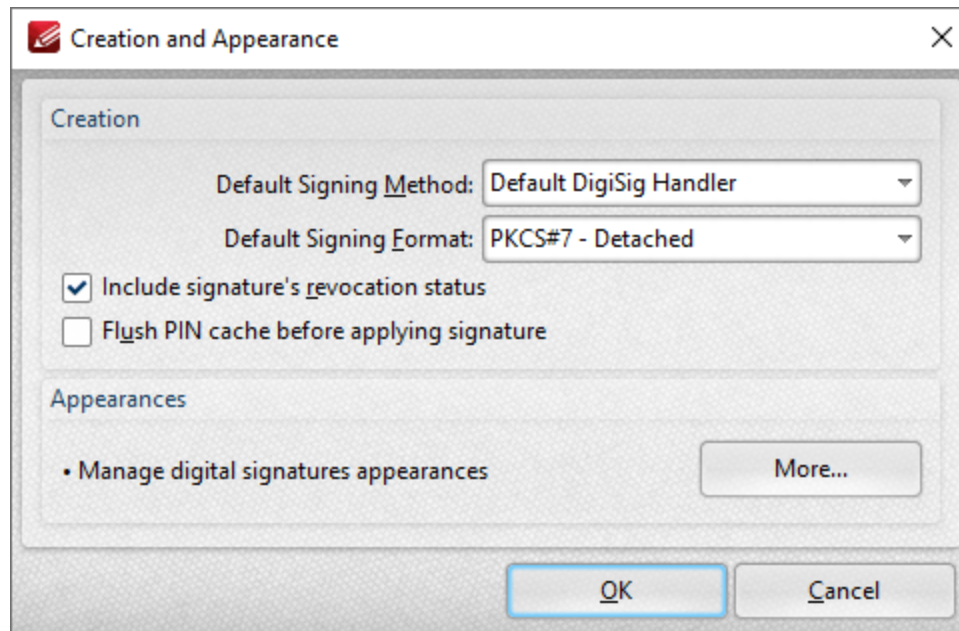 Creation and Appearance
Creation
Default Signing Method: Default DigiSig Handler
Default Signing Format: PKCS#7 - Detached
Include signature's revocation status
Flush PIN cache before applying signature
Appearances
• Manage digital signatures appearances More...
OK Cancel